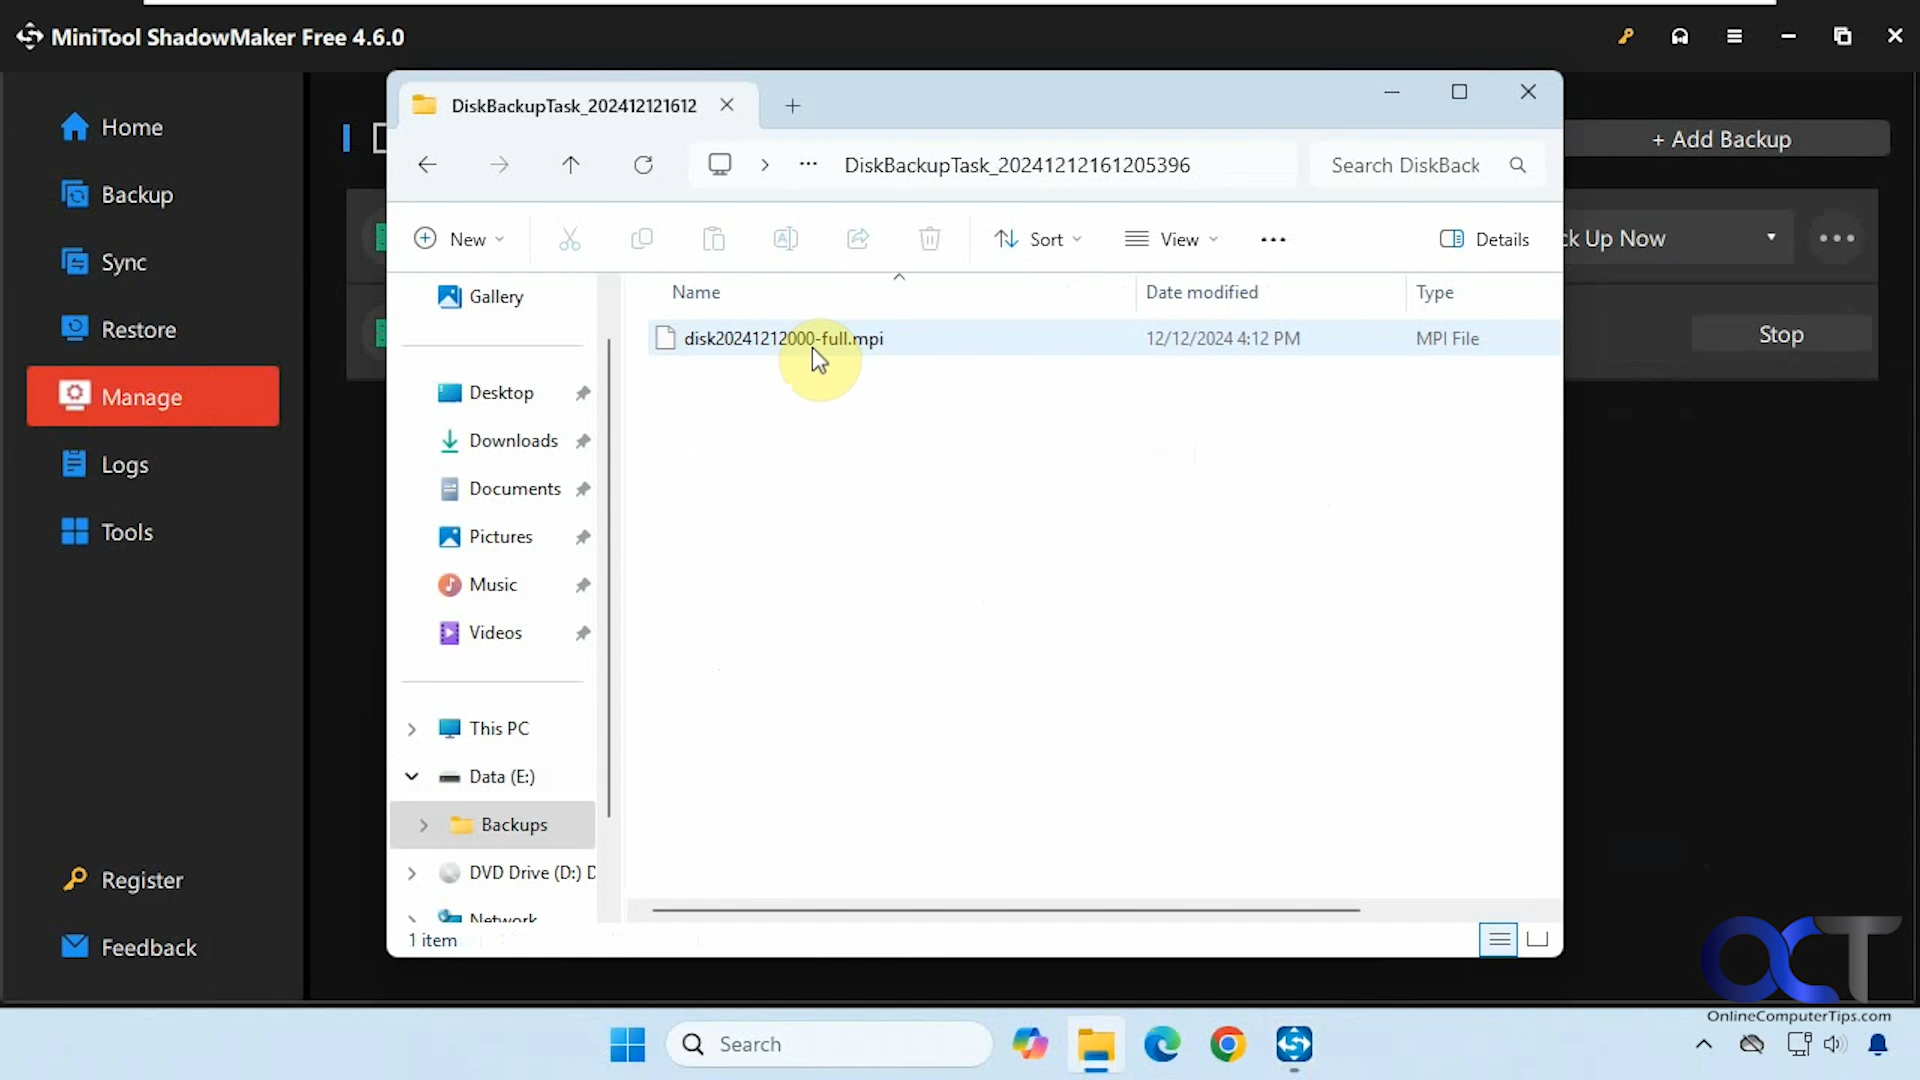 MiniTool ShadowMaker Free 4.6.0
Home
Backup
Sync
Restore
Manage
Logs
Tools
Register
Feedback
+ Add Backup
ck Up Now
Stop
DiskBackupTask_202412121612
DiskBackupTask_20241212161205396
Search DiskBack
New
Sort
View
Details
Name
Date modified
Type
disk20241212000-full.mpi
12/12/2024 4:12 PM
MPI File
Gallery
Desktop
Downloads
Documents
Pictures
Music
Videos
This PC
Data (E:)
Backups
DVD Drive (D:) D
Network
1 item
OCT
OnlineComputerTips.com
Search